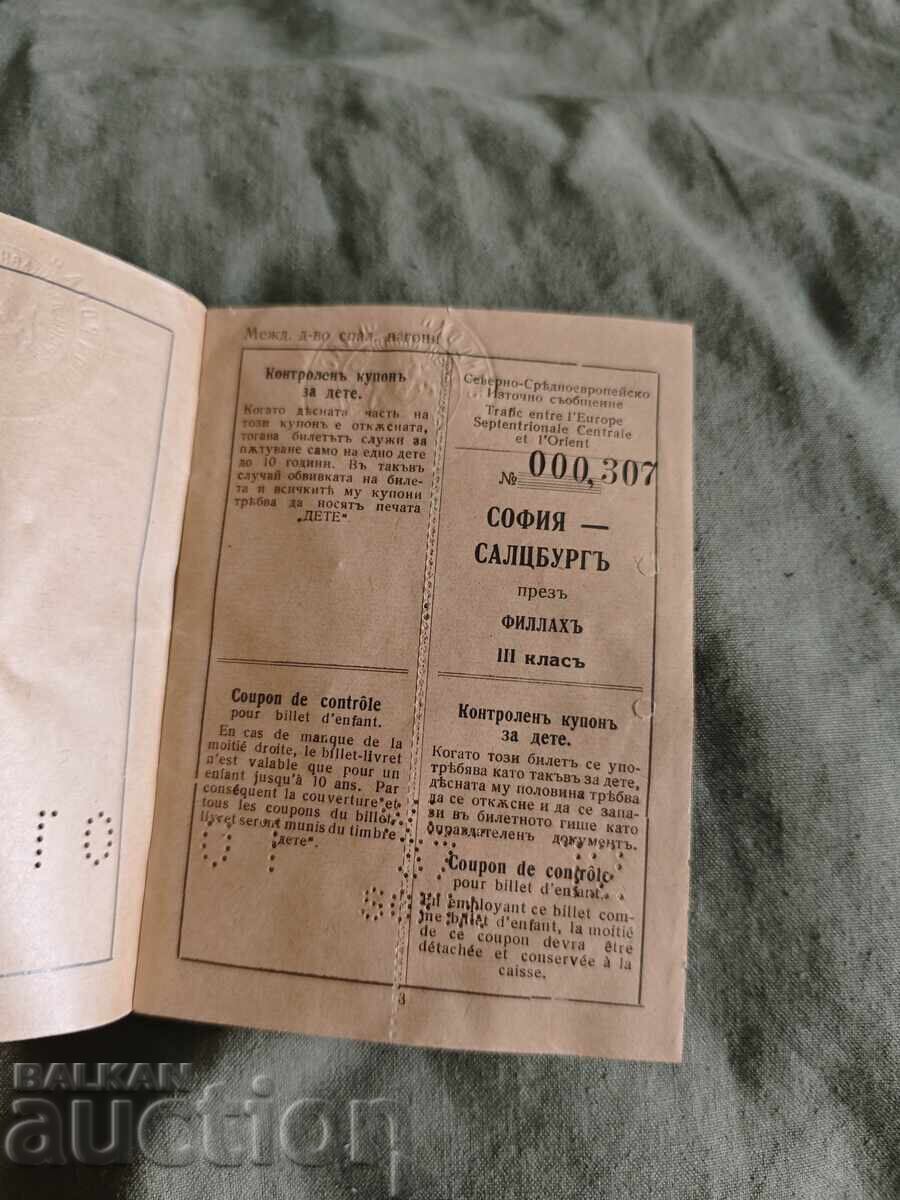 Межд. д-во спал. вагони
Контроленъ купонъ
за дете.
Когато дѣсната часть на
този купонъ е откѫсната,
тогава билетътъ служи за
пѫтуване само на едно дете
до 10 години. Въ такъвъ
случай обвивката на биле-
та и всичкитѣ му купони
трѣбва да носятъ печата
„ДЕТЕ“.
Coupon de contrôle
pour billet d'enfant.
En cas de manque de la
moitié droite, le billet-livret
n'est valable que pour un
enfant jusqu'à 10 ans. Par
conséquent la couverture et
tous les coupons du billet-
livret seront munis du timbre
„дете“.
Северно-Срѣдноевропейско
Източно съобщение
Trafic entre l'Europe
Septentrionale Centrale
et l'Orient
№ 000,307
СОФИЯ —
САЛЦБУРГЪ
презъ
ФИЛЛАХЪ
III класъ
Контроленъ купонъ
за дете.
Когато този билетъ се упо-
трѣбява като такъвъ за дете,
дѣсната му половина трѣбва
да се откѫсне и да се запа-
зи въ билетното гише като
оправдателенъ документъ.
Coupon de contrôle
pour billet d'enfant.
En employant ce billet com-
me billet d'enfant, la moitié
de ce coupon devra être
détachée et conservée à la
caisse.
3
BALKAN
auction